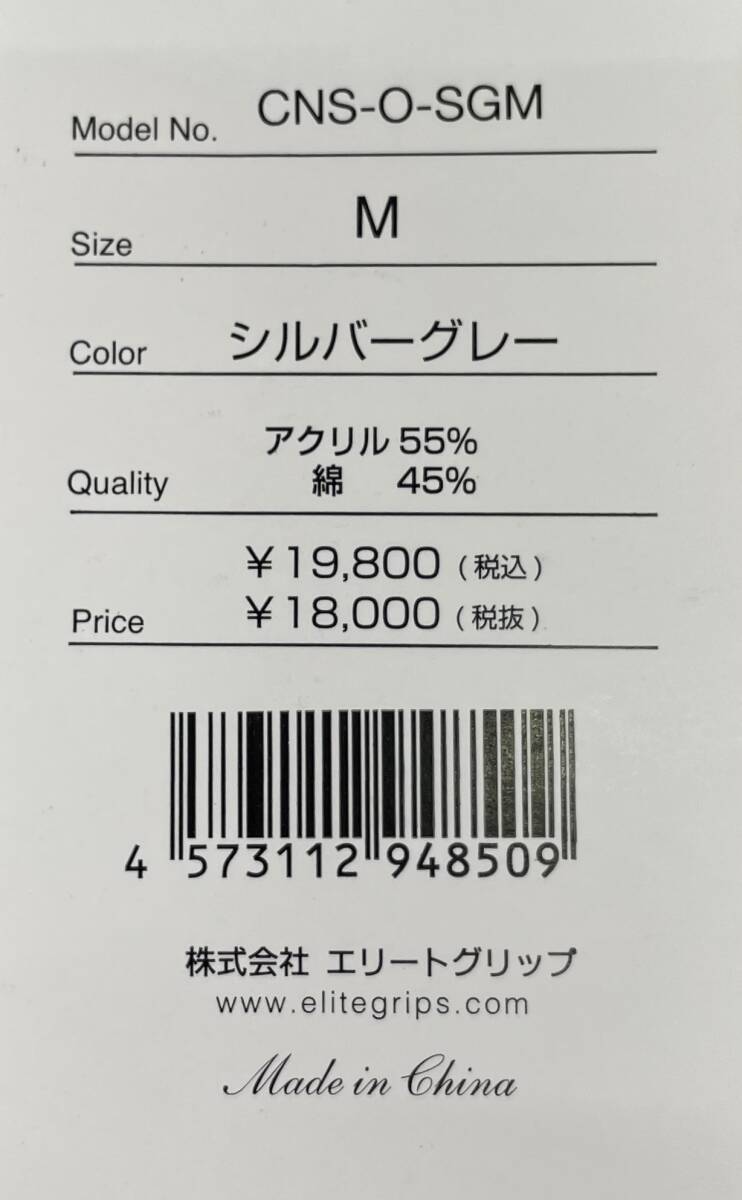 Model No. CNS-O-SGM
Size M
Color シルバーグレー
アクリル 55%
Quality 綿 45%
¥19,800 (税込)
Price ¥18,000 (税抜)
4 573112 948509
株式会社 エリートグリップ
www.elitegrips.com
Made in China